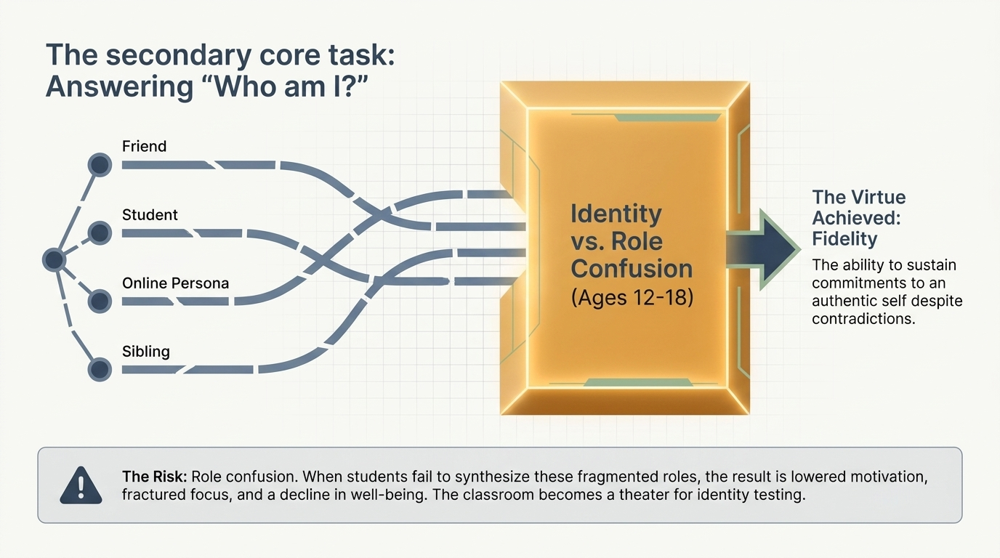 The secondary core task:
Answering “Who am I?”
Friend
Student
Online Persona
Sibling
Identity
vs. Role
Confusion
(Ages 12-18)
The Virtue
Achieved:
Fidelity
The ability to sustain
commitments to an
authentic self despite
contradictions.
The Risk: Role confusion. When students fail to synthesize these fragmented roles, the result is lowered motivation,
fractured focus, and a decline in well-being. The classroom becomes a theater for identity testing.